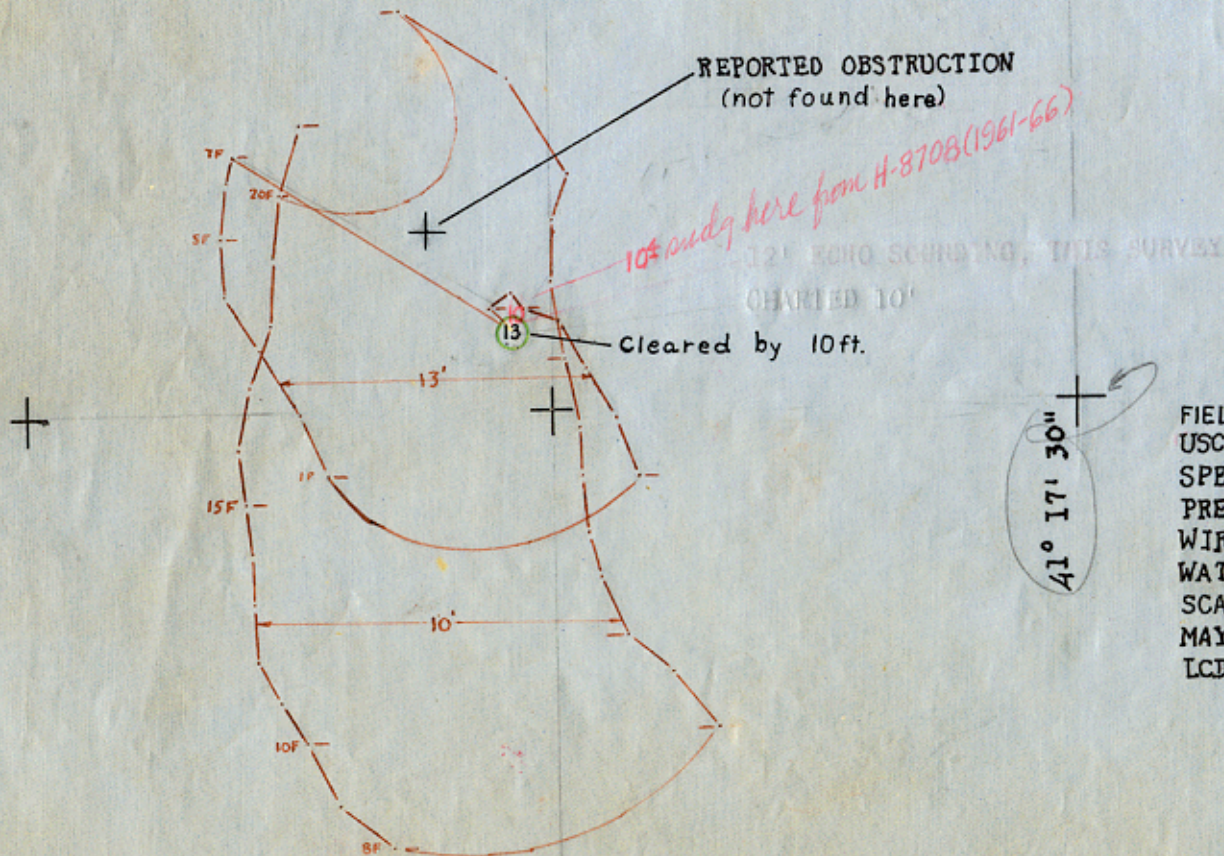 REPORTED OBSTRUCTION
(not found here)
10⁴ sndg here from H-8708(1961-66)
12' ECHO SOUNDING, THIS SURVEY
CHARTED 10'
7F
20F
5F
13
Cleared by 10ft.
13'
1F
15F
10'
10F
8F
41° 17' 30"
FIEL
USC
SPE
PRE
WIR
WAT
SCA
MAY
LCD